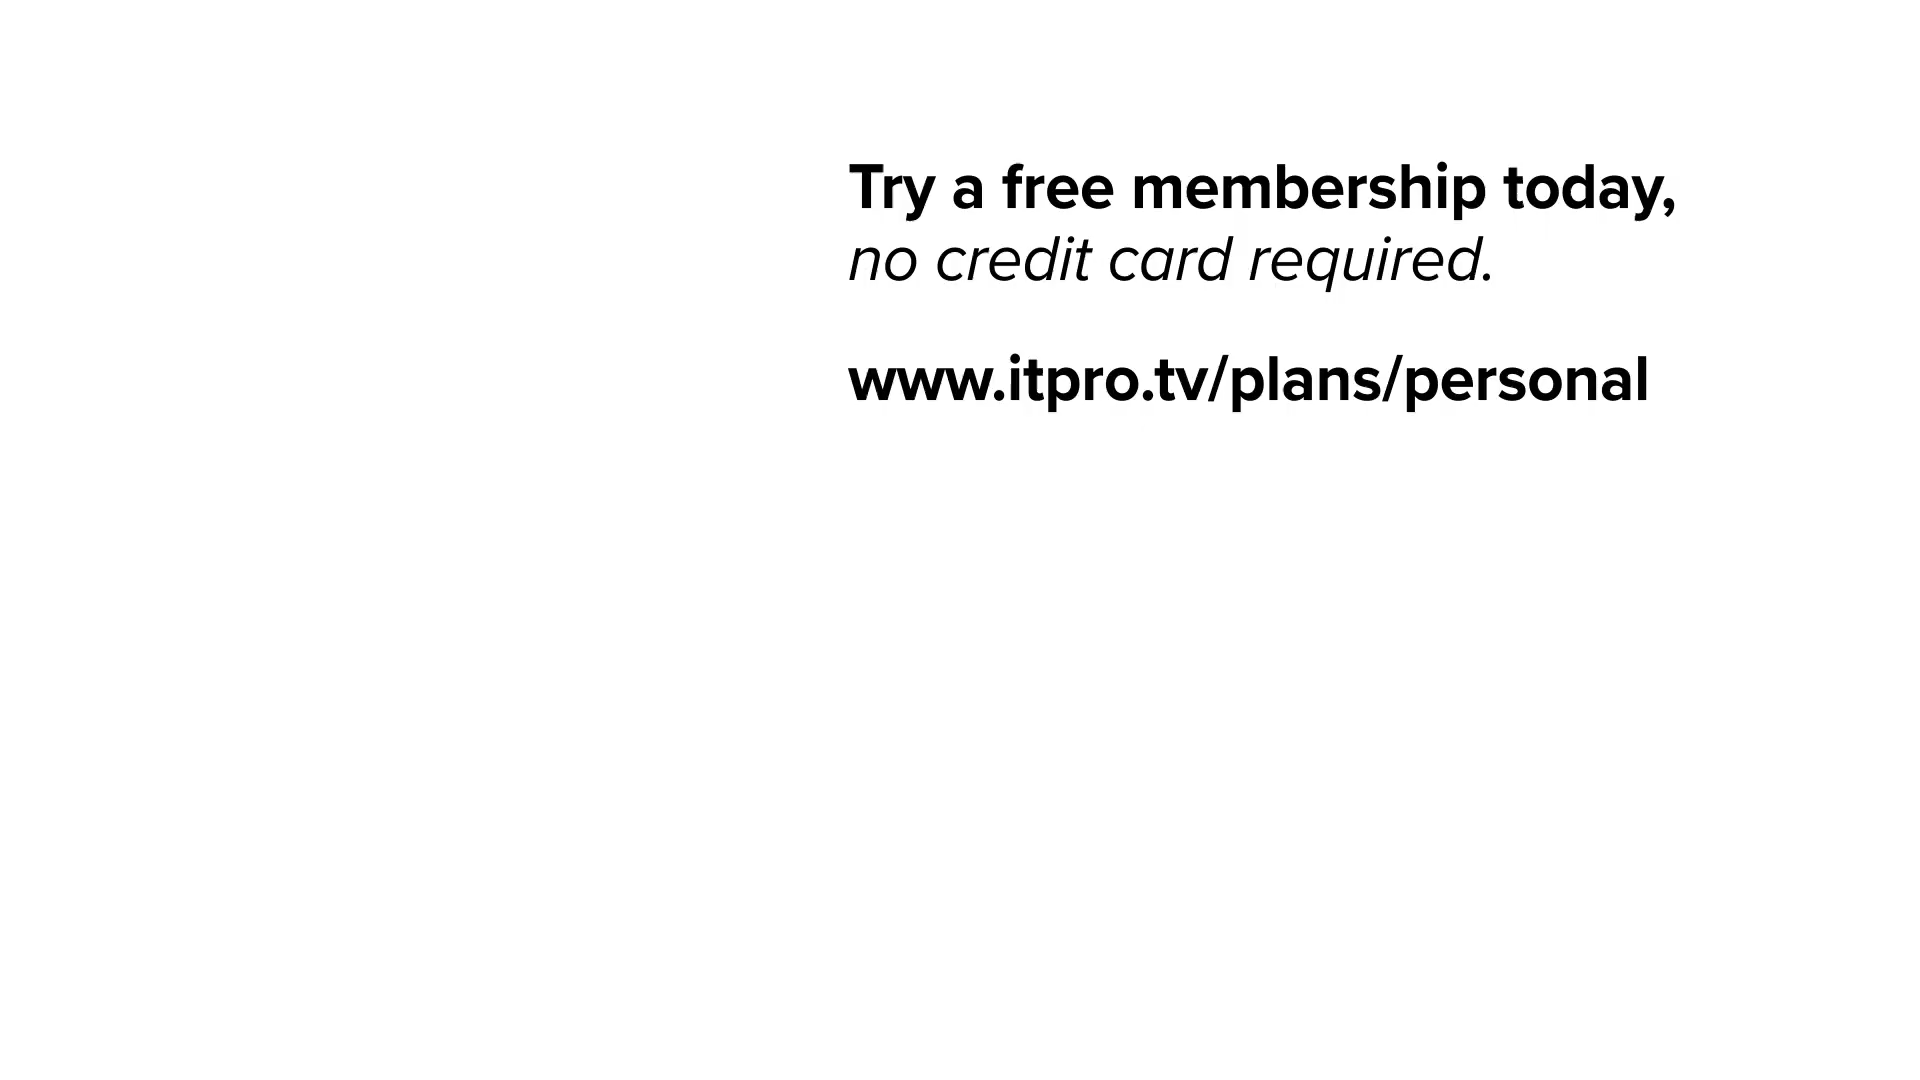 Try a free membership today,
no credit card required.
www.itpro.tv/plans/personal